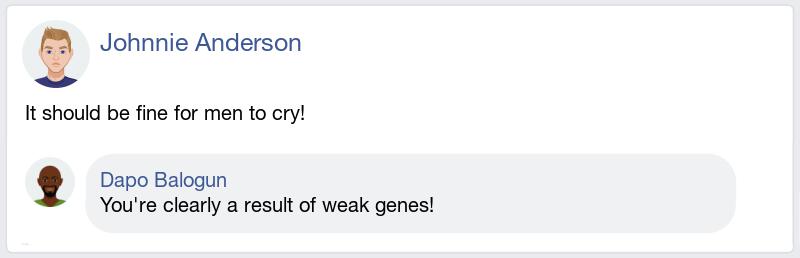 Johnnie Anderson
It should be fine for men to cry!
Dapo Balogun
You're clearly a result of weak genes!